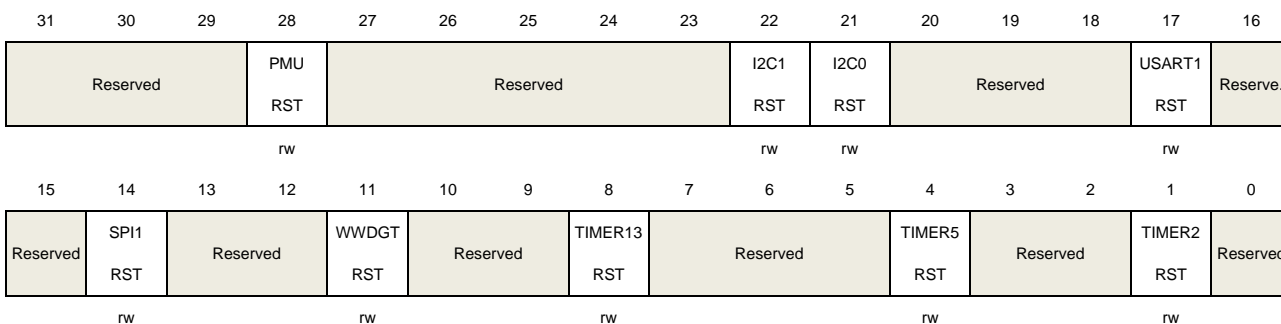 31 30 29 28 27 26 25 24 23 22 21 20 19 18 17 16
Reserved PMU RST Reserved I2C1 RST I2C0 RST Reserved USART1 RST Reserve.
rw rw rw rw
15 14 13 12 11 10 9 8 7 6 5 4 3 2 1 0
Reserved SPI1 RST Reserved WWDGT RST Reserved TIMER13 RST Reserved TIMER5 RST Reserved TIMER2 RST Reserved
rw rw rw rw rw